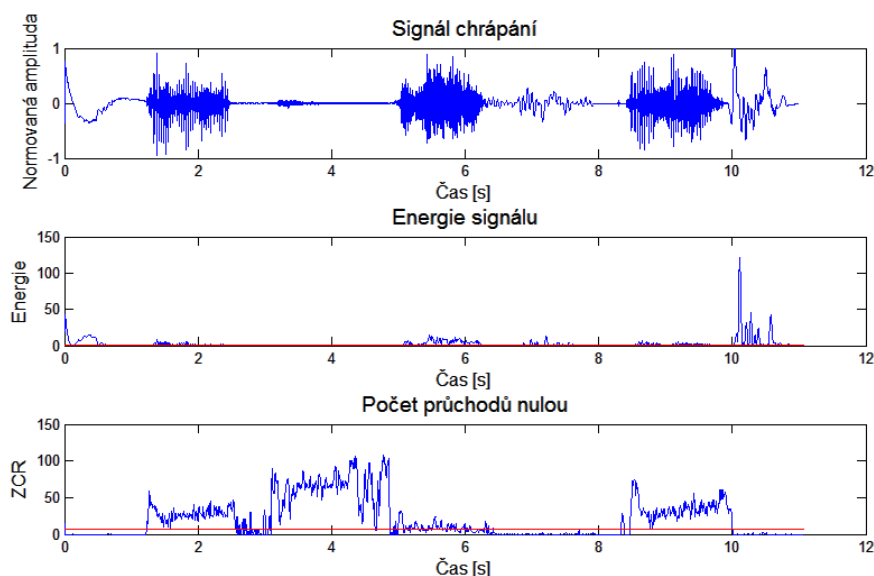 Signál chrápání
Normovaná amplituda
1
0
-1
0 2 4 6 8 10 12
Čas [s]
Energie signálu
Energie
150
100
50
0
0 2 4 6 8 10 12
Čas [s]
Počet průchodů nulou
ZCR
150
100
50
0
0 2 4 6 8 10 12
Čas [s]